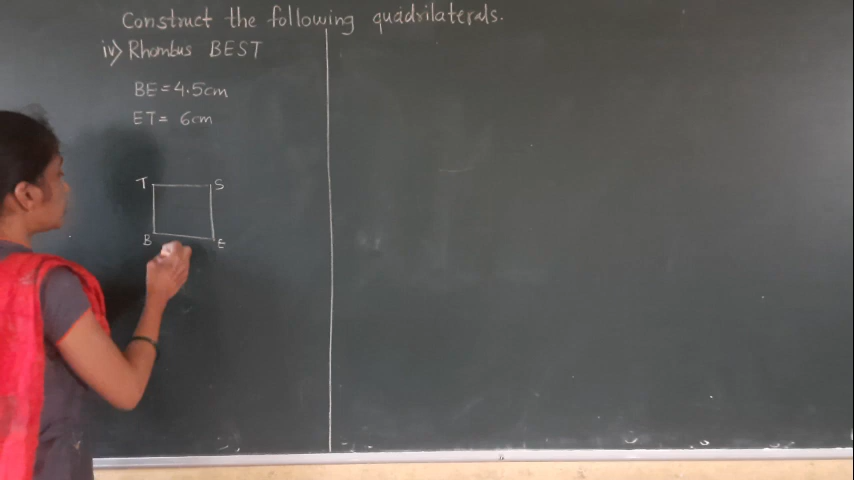 Construct the following quadrilaterals.
iv) Rhombus BEST
BE = 4.5cm
ET = 6cm
T S
B E